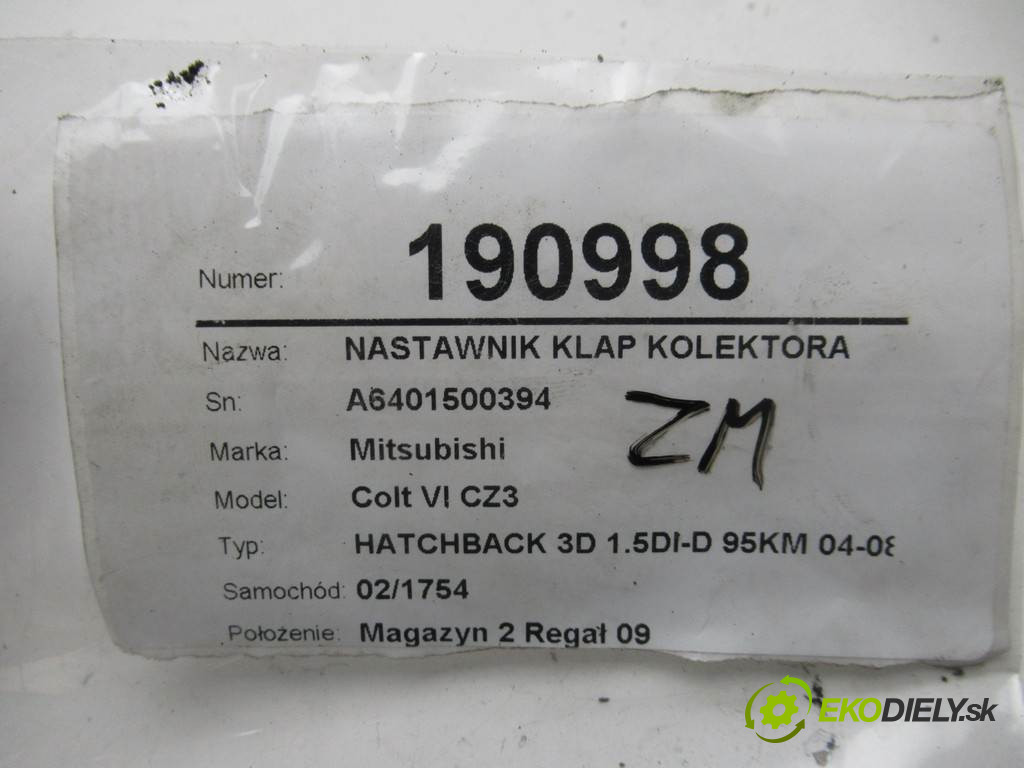 Numer: 190998
Nazwa: NASTAWNIK KLAP KOLEKTORA
Sn: A6401500394
ZM
Marka: Mitsubishi
Model: Colt VI CZ3
Typ: HATCHBACK 3D 1.5DI-D 95KM 04-08
Samochód: 02/1754
Położenie: Magazyn 2 Regał 09
EKODIELY.sk